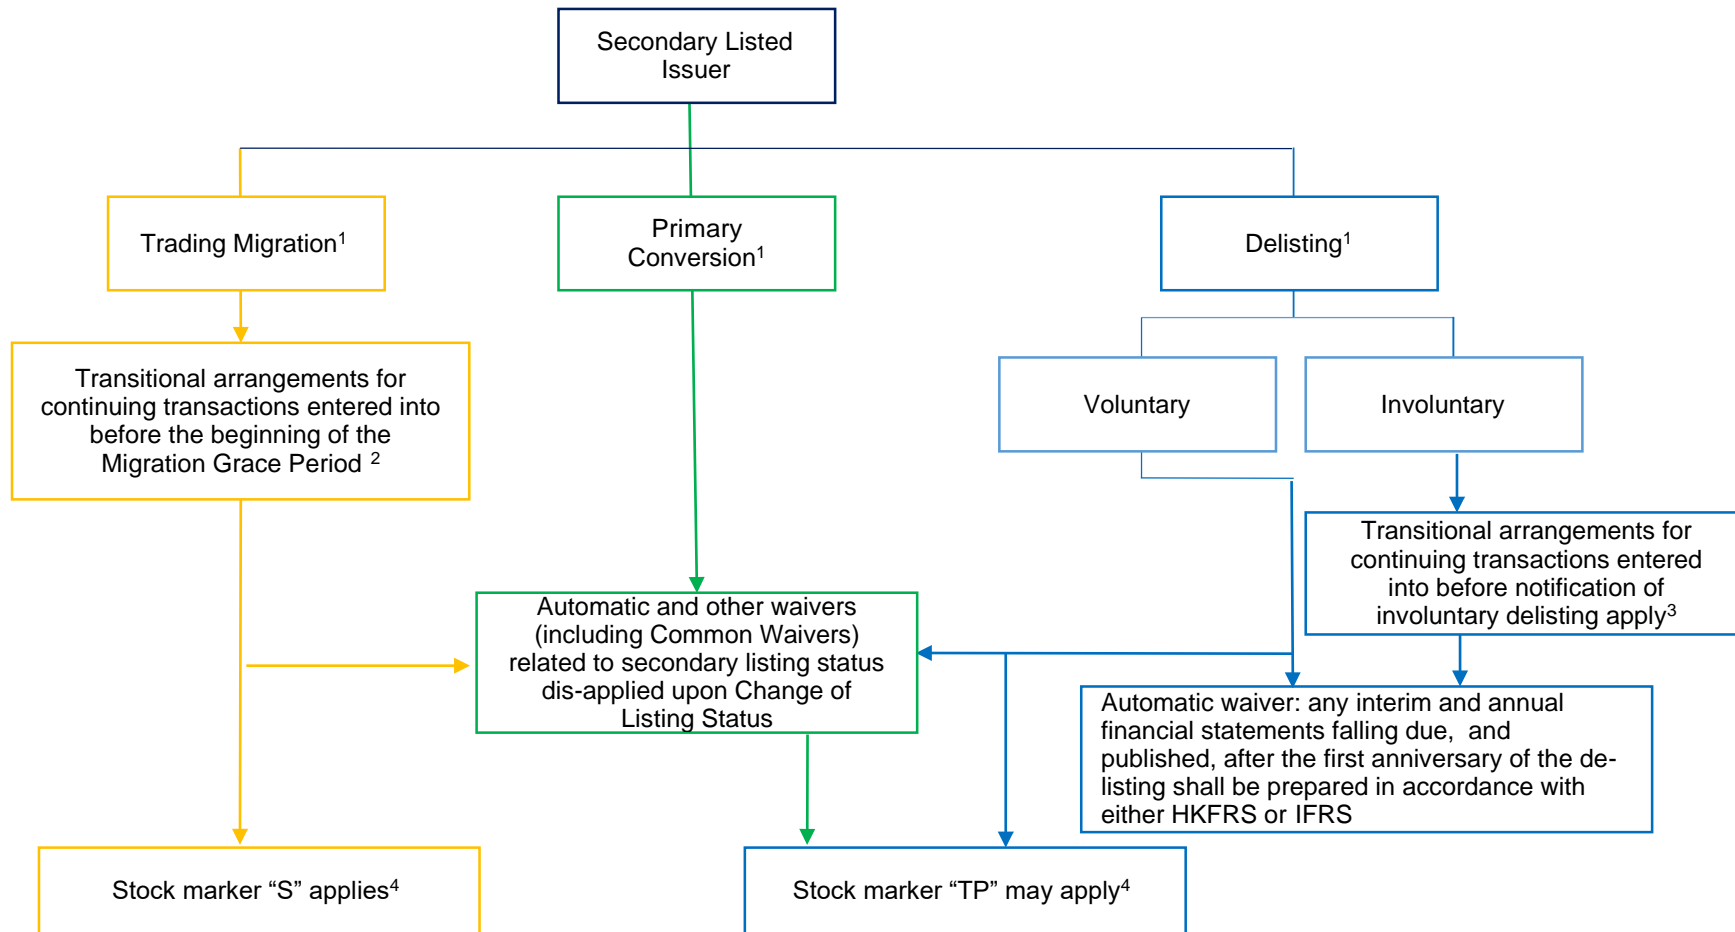 Secondary Listed
Issuer
Trading Migration1
Primary
Conversion1
Delisting1
Transitional arrangements for
continuing transactions entered into
before the beginning of the
Migration Grace Period 2
Voluntary
Involuntary
Transitional arrangements for
continuing transactions entered
into before notification of
involuntary delisting apply3
Automatic and other waivers
(including Common Waivers)
related to secondary listing status
dis-applied upon Change of
Listing Status
Automatic waiver: any interim and annual
financial statements falling due, and
published, after the first anniversary of the de-
listing shall be prepared in accordance with
either HKFRS or IFRS
Stock marker “S” applies4
Stock marker “TP” may apply4